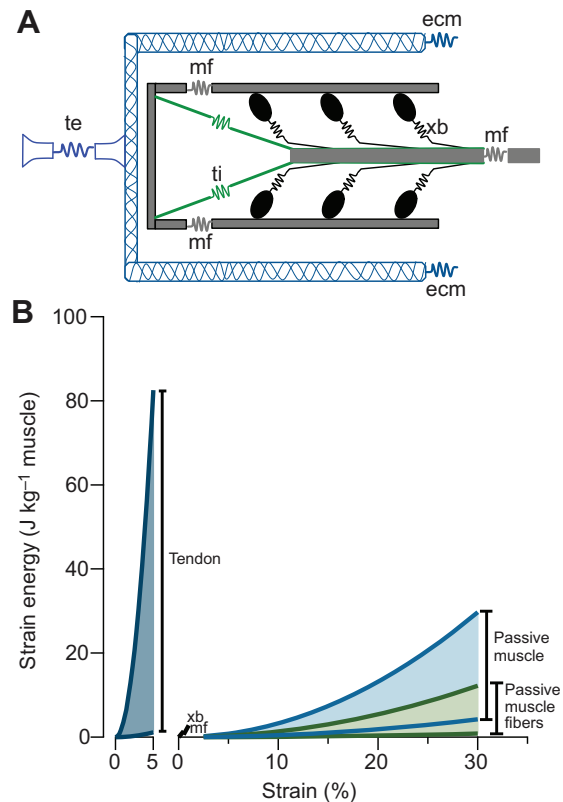 A
ecm
mf
te
xb
mf
ti
mf
ecm
B
Strain energy (J kg⁻¹ muscle)
100
80
60
40
20
0
Tendon
xb
mf
Passive
muscle
Passive
muscle
fibers
0
5
0
10
20
30
Strain (%)